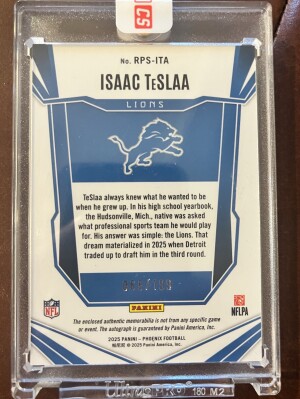 No. RPS-ITA
ISAAC TeSLAA
LIONS
TeSlaa always knew what he wanted to be
when he grew up. In his high school yearbook,
the Hudsonville, Mich., native was asked
what professional sports team he would play
for. His answer was simple: the Lions. That
dream materialized in 2025 when Detroit
traded up to draft him in the third round.
PANINI
NFL
The enclosed authentic memorabilia is not from any specific game
or event. The autograph is guaranteed by Panini America, Inc.
NFLPA
2025 PANINI - PHOENIX FOOTBALL
© 2025 Panini America, Inc.
180 M2